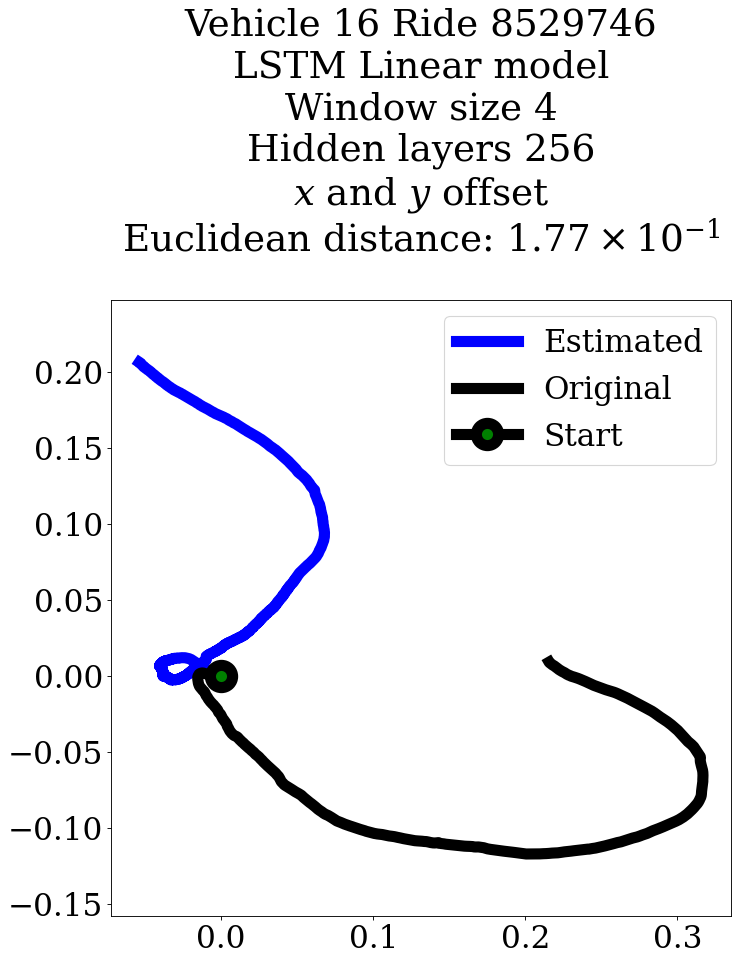 Vehicle 16 Ride 8529746
LSTM Linear model
Window size 4
Hidden layers 256
x and y offset
Euclidean distance: 1.77 × 10⁻¹
Estimated
Original
Start
0.20
0.15
0.10
0.05
0.00
−0.05
−0.10
−0.15
0.0 0.1 0.2 0.3